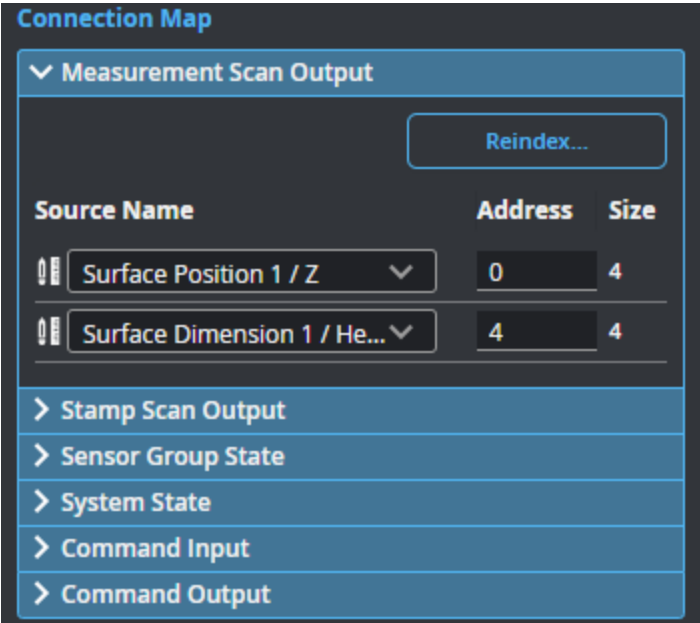 Connection Map
Measurement Scan Output
Reindex...
Source Name Address Size
Surface Position 1 / Z 0 4
Surface Dimension 1 / He... 4 4
Stamp Scan Output
Sensor Group State
System State
Command Input
Command Output